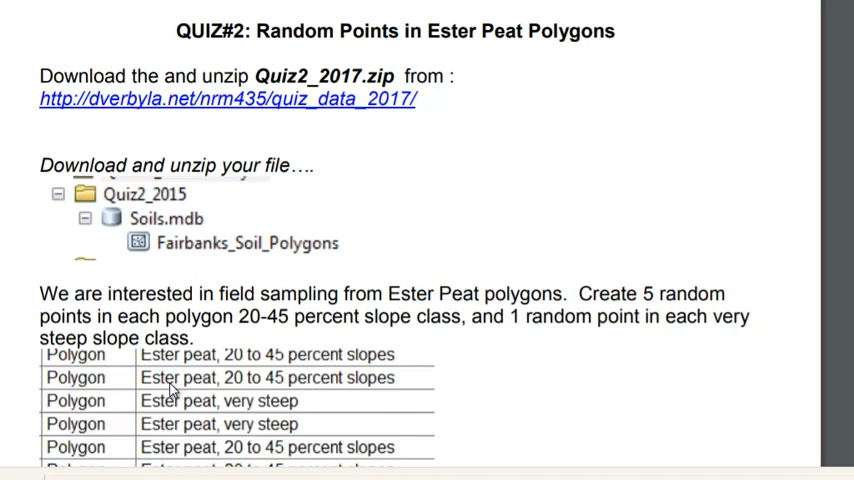 QUIZ#2: Random Points in Ester Peat Polygons
Download the and unzip Quiz2_2017.zip from :
http://dverbyla.net/nrm435/quiz_data_2017/
Download and unzip your file….
Quiz2_2015
Soils.mdb
Fairbanks_Soil_Polygons
We are interested in field sampling from Ester Peat polygons. Create 5 random
points in each polygon 20-45 percent slope class, and 1 random point in each very
steep slope class.
Polygon Ester peat, 20 to 45 percent slopes
Polygon Ester peat, 20 to 45 percent slopes
Polygon Ester peat, very steep
Polygon Ester peat, very steep
Polygon Ester peat, 20 to 45 percent slopes